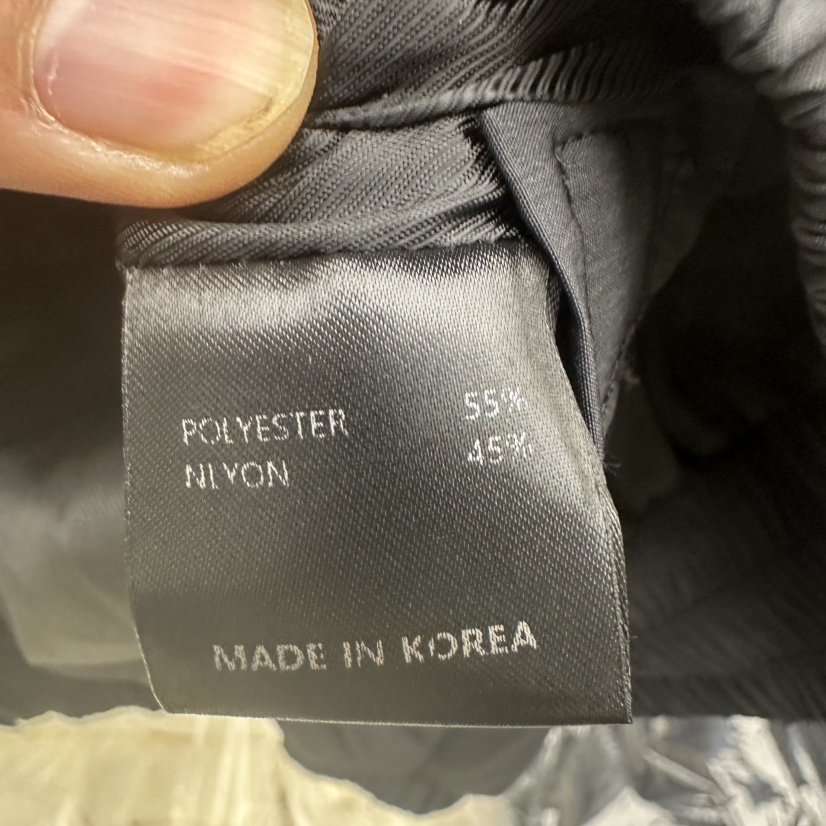 POLYESTER 55%
NLYON 45%
MADE IN KOREA